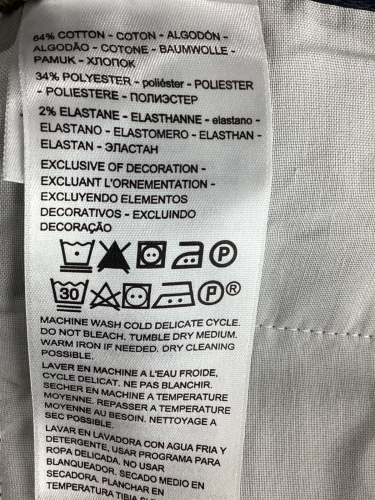 64% COTTON - COTON - ALGODÓN -
ALGODÃO - COTONE - BAUMWOLLE -
PAMUK - ХЛОПОК
34% POLYESTER - poliéster - POLIESTER
- POLIESTERE - ПОЛИЭСТЕР
2% ELASTANE - ELASTHANNE - elastano -
ELASTANO - ELASTOMERO - ELASTHAN -
ELASTAN - ЭЛАСТАН
EXCLUSIVE OF DECORATION -
EXCLUANT L'ORNEMENTATION -
EXCLUYENDO ELEMENTOS
DECORATIVOS - EXCLUINDO
DECORAÇÃO
P
30 P®
MACHINE WASH COLD DELICATE CYCLE.
DO NOT BLEACH. TUMBLE DRY MEDIUM.
WARM IRON IF NEEDED. DRY CLEANING
POSSIBLE.
LAVER EN MACHINE A L'EAU FROIDE,
CYCLE DELICAT. NE PAS BLANCHIR.
SECHER EN MACHINE A TEMPERATURE
MOYENNE. REPASSER A TEMPERATURE
MOYENNE AU BESOIN. NETTOYAGE A
SEC POSSIBLE.
LAVAR EN LAVADORA CON AGUA FRIA Y
DETERGENTE, USAR PROGRAMA PARA
ROPA DELICADA. NO USAR
BLANQUEADOR. SECADO MEDIO EN
SECADORA. PLANCHAR EN
TEMPERATURA TIBIA